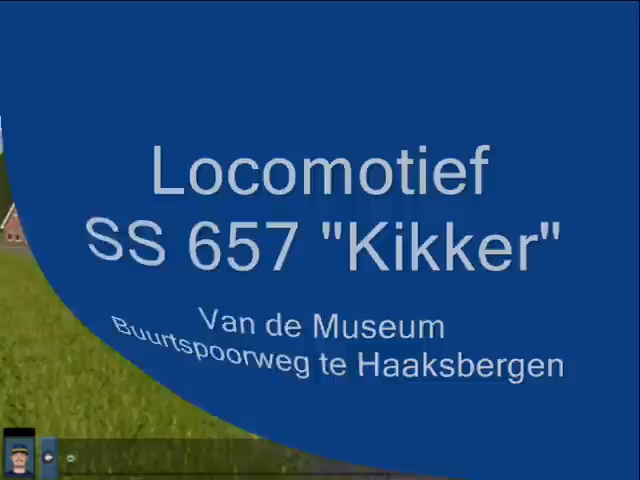 Locomotief
SS 657 "Kikker"
Van de Museum
Buurtspoorweg te Haaksbergen